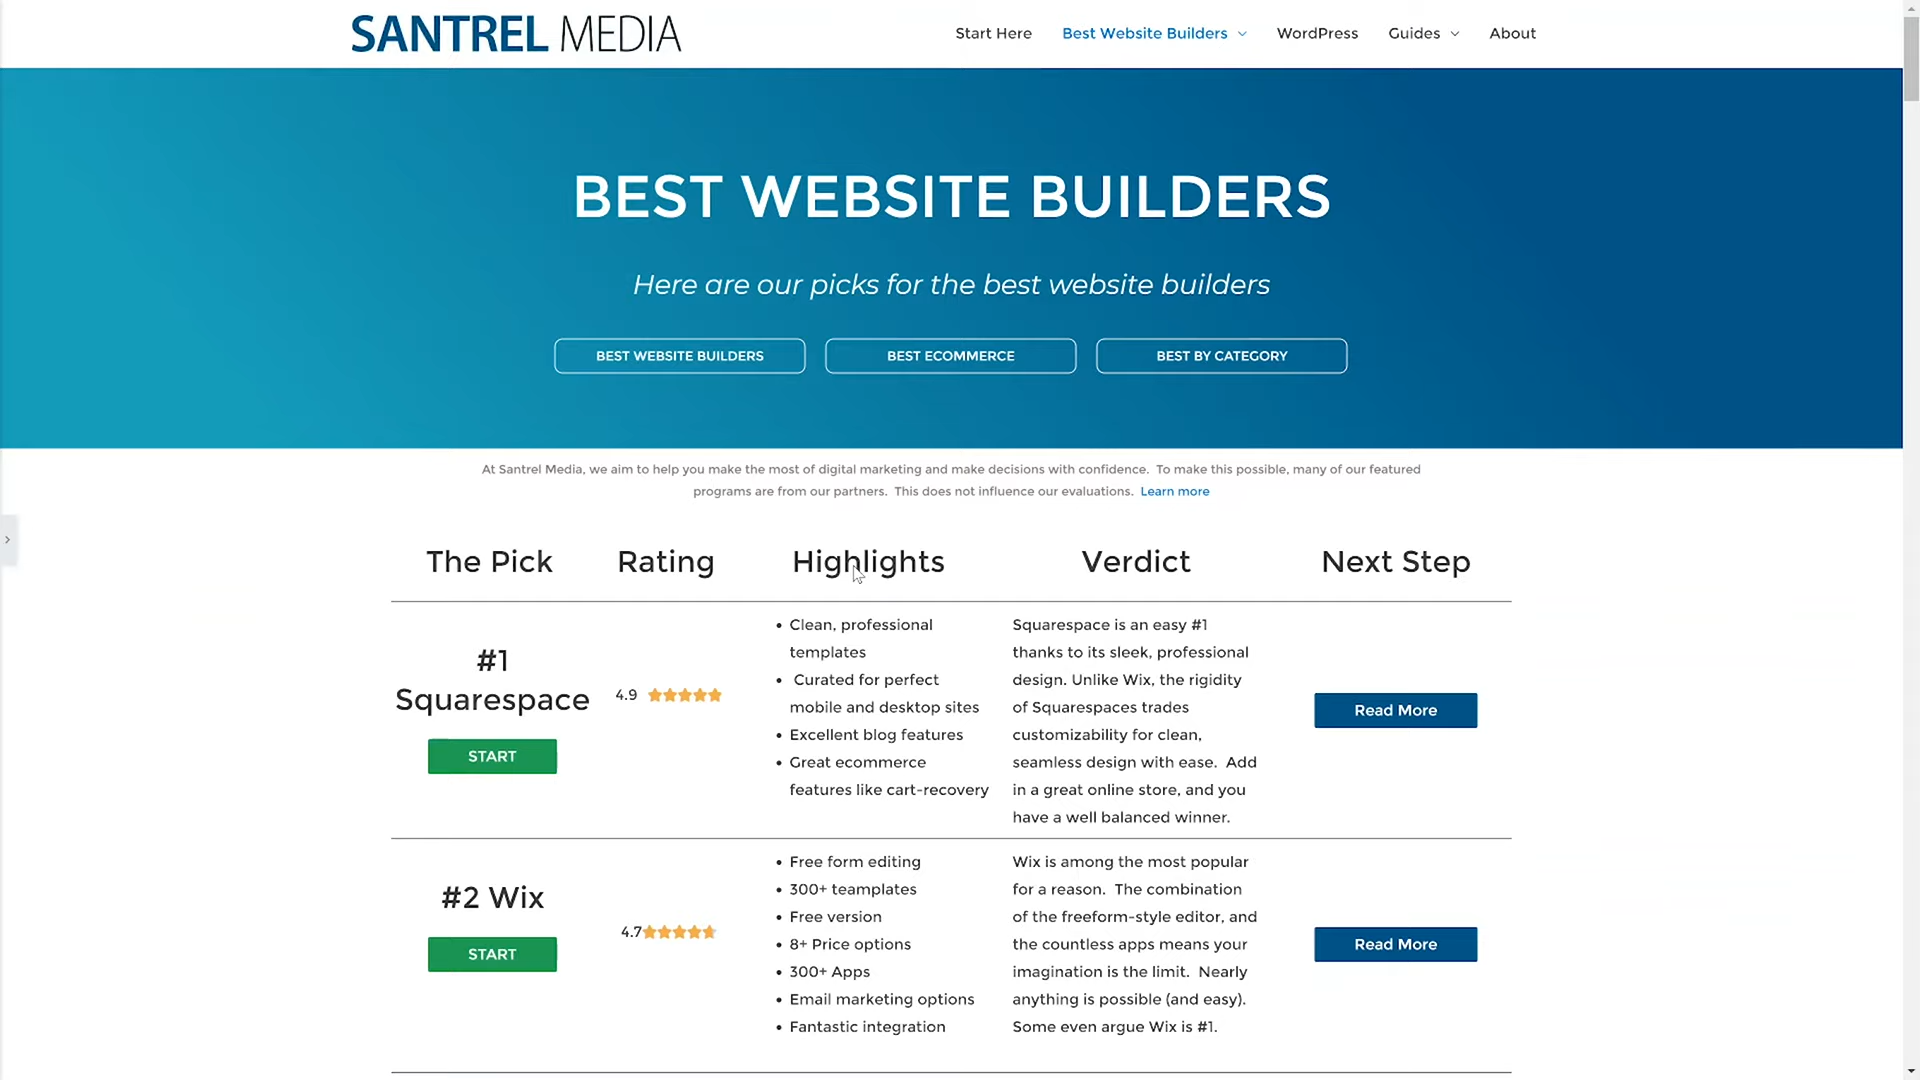 SANTREL MEDIA
Start Here
Best Website Builders
WordPress
Guides
About
BEST WEBSITE BUILDERS
Here are our picks for the best website builders
BEST WEBSITE BUILDERS
BEST ECOMMERCE
BEST BY CATEGORY
At Santrel Media, we aim to help you make the most of digital marketing and make decisions with confidence. To make this possible, many of our featured
programs are from our partners. This does not influence our evaluations. Learn more
The Pick
Rating
Highlights
Verdict
Next Step
#1
Squarespace
START
4.9
• Clean, professional
templates
• Curated for perfect
mobile and desktop sites
• Excellent blog features
• Great ecommerce
features like cart-recovery
Squarespace is an easy #1
thanks to its sleek, professional
design. Unlike Wix, the rigidity
of Squarespaces trades
customizability for clean,
seamless design with ease. Add
in a great online store, and you
have a well balanced winner.
Read More
#2 Wix
START
4.7
• Free form editing
• 300+ teamplates
• Free version
• 8+ Price options
• 300+ Apps
• Email marketing options
• Fantastic integration
Wix is among the most popular
for a reason. The combination
of the freeform-style editor, and
the countless apps means your
imagination is the limit. Nearly
anything is possible (and easy).
Some even argue Wix is #1.
Read More